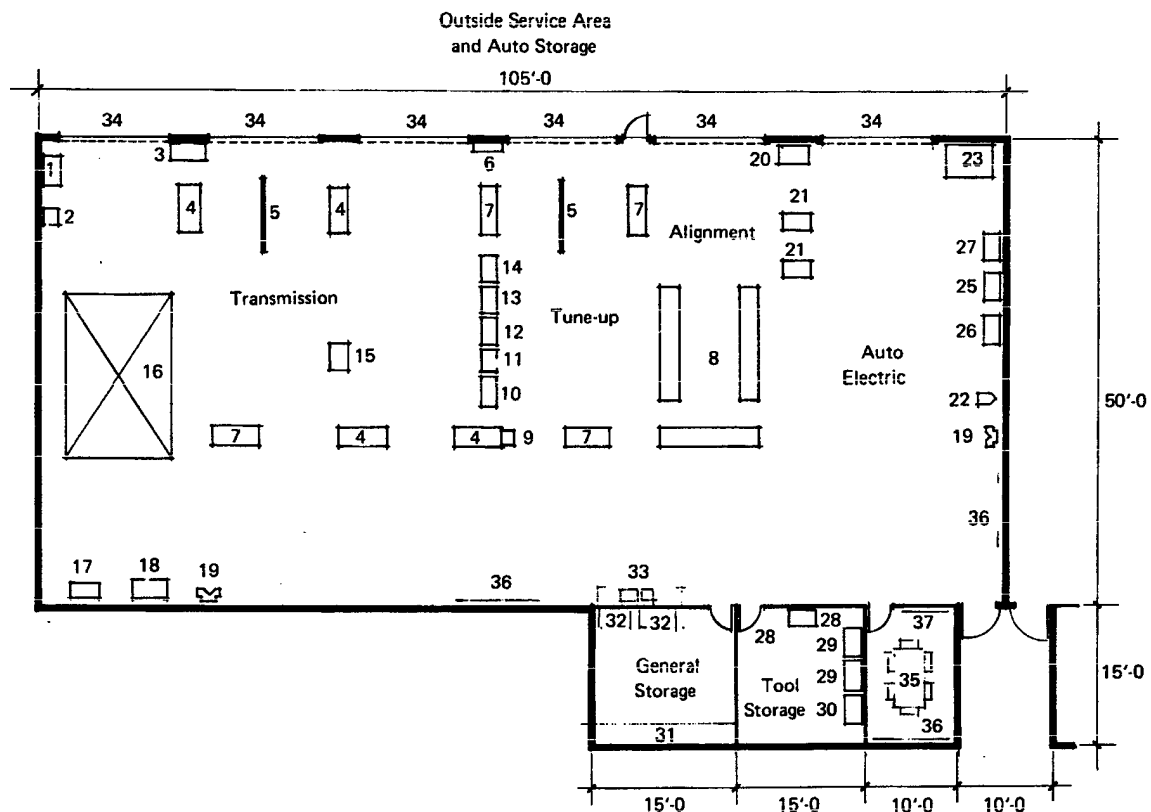 Outside Service Area
and Auto Storage
105'-0
34 34 34 34 34 34
3 6 20 23
1
2
4 5 4 7 5 7 21
Alignment
21
27
14
25
13
Transmission
Tune-up
12
26
16 15 11 8
Auto
Electric
10
22
50'-0
7 4 4 9 7 19
36
17 18 19 36 33
32 32 28 28 37
General
Storage
29
29
Tool
Storage
30
35
31
36
15'-0
15'-0 15'-0 10'-0 10'-0